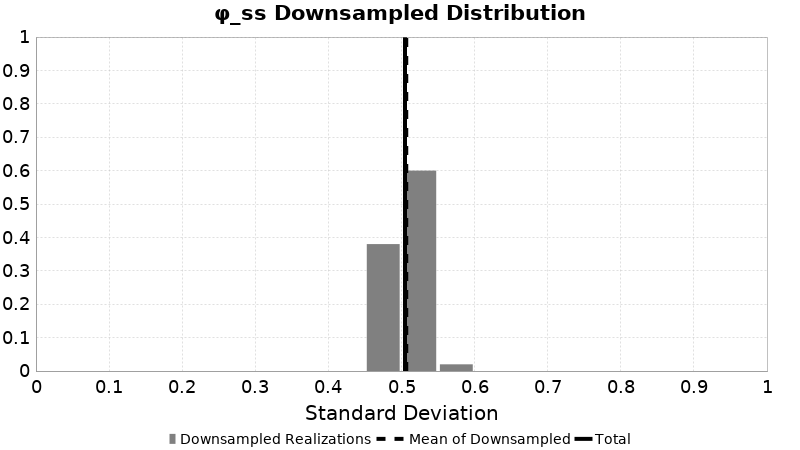 φ_ss Downsampled Distribution
1
0.9
0.8
0.7
0.6
0.5
0.4
0.3
0.2
0.1
0
0 0.1 0.2 0.3 0.4 0.5 0.6 0.7 0.8 0.9 1
Standard Deviation
Downsampled Realizations Mean of Downsampled Total